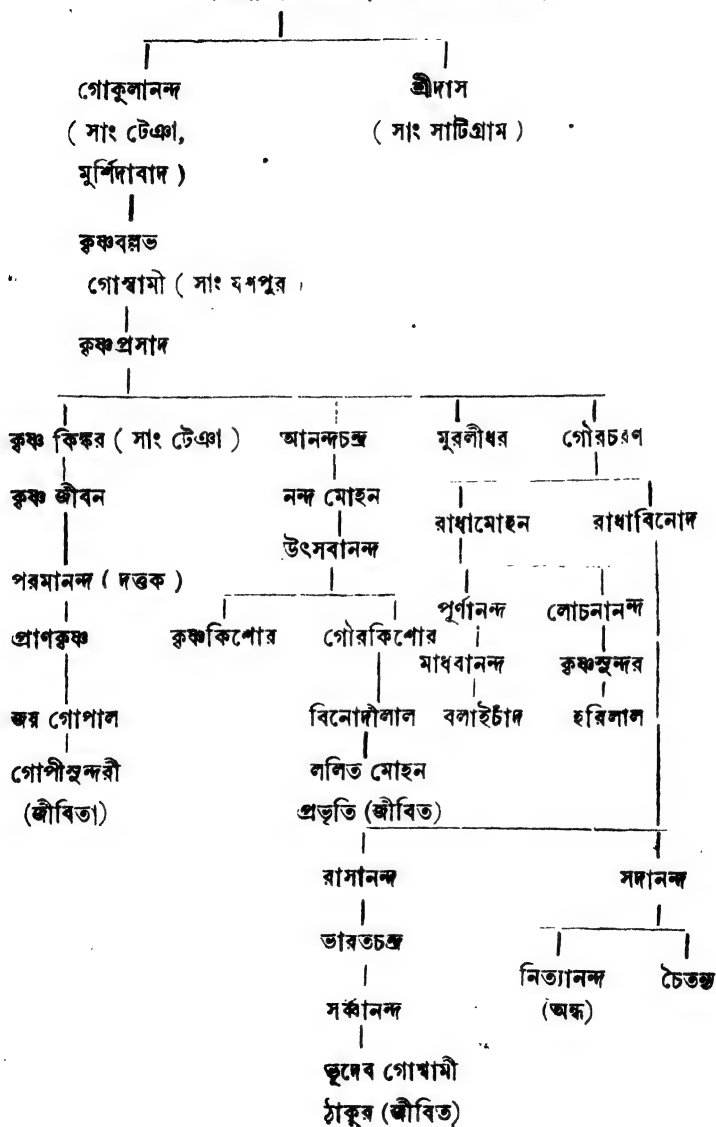 গোকুলানন্দ শ্রীদাস
( সাং টেঞা, ( সাং সাটিগ্রাম )
মুর্শিদাবাদ )
কৃষ্ণবল্লভ
গোস্বামী ( সাং যশপুর
কৃষ্ণপ্রসাদ
কৃষ্ণ কিঙ্কর ( সাং টেঞা ) আনন্দচন্দ্র মুরলীধর গৌরচরণ
কৃষ্ণ জীবন নন্দ মোহন রাধামোহন রাধাবিনোদ
উৎসবানন্দ
পরমানন্দ ( দত্তক ) পূর্ণানন্দ লোচনানন্দ
প্রাণকৃষ্ণ কৃষ্ণকিশোর গৌরকিশোর
মাধবানন্দ কৃষ্ণসুন্দর
জয় গোপাল বিনোদীলাল বলাইচাঁদ হরিলাল
গোপীসুন্দরী ললিত মোহন
(জীবিতা) প্রভৃতি (জীবিত)
রাসানন্দ সদানন্দ
ভারতচন্দ্র
নিত্যানন্দ চৈতন্য
সর্ব্বানন্দ (অন্ধ)
ভূদেব গোস্বামী
ঠাকুর (জীবিত)